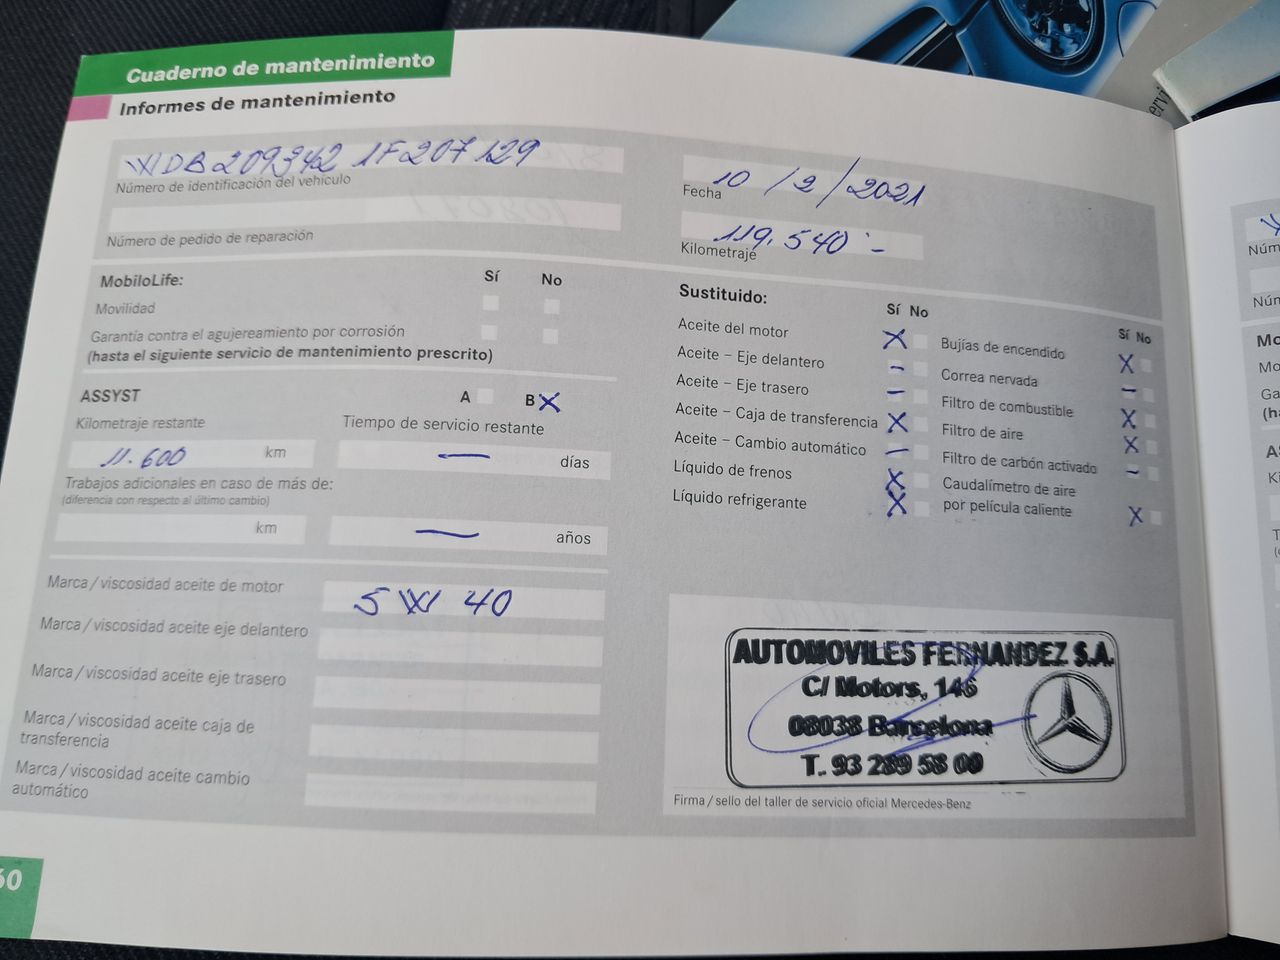 Cuaderno de mantenimiento
Informes de mantenimiento
WDB209342 1F207129
Número de identificación del vehículo
Número de pedido de reparación
10/2/2021
Fecha
119.540
Kilometraje
MobiloLife:
Sí No
Movilidad
Garantía contra el agujereamiento por corrosión
(hasta el siguiente servicio de mantenimiento prescrito)
ASSYST
A B X
Kilometraje restante
Tiempo de servicio restante
11.600 km
— días
Trabajos adicionales en caso de más de:
(diferencia con respecto al último cambio)
km
— años
Marca/viscosidad aceite de motor
5W 40
Marca/viscosidad aceite eje delantero
Marca/viscosidad aceite eje trasero
Marca/viscosidad aceite caja de
transferencia
Marca/viscosidad aceite cambio
automático
60
Sustituido:
Sí No
Aceite del motor X
Aceite – Eje delantero –
Aceite – Eje trasero –
Aceite – Caja de transferencia X
Aceite – Cambio automático –
Líquido de frenos X
Líquido refrigerante X
Sí No
Bujías de encendido X
Correa nervada –
Filtro de combustible X
Filtro de aire X
Filtro de carbón activado –
Caudalímetro de aire
por película caliente X
AUTOMOVILES FERNANDEZ S.A.
C/ Motors, 146
08038 Barcelona
T. 93 289 58 00
Firma/sello del taller de servicio oficial Mercedes-Benz